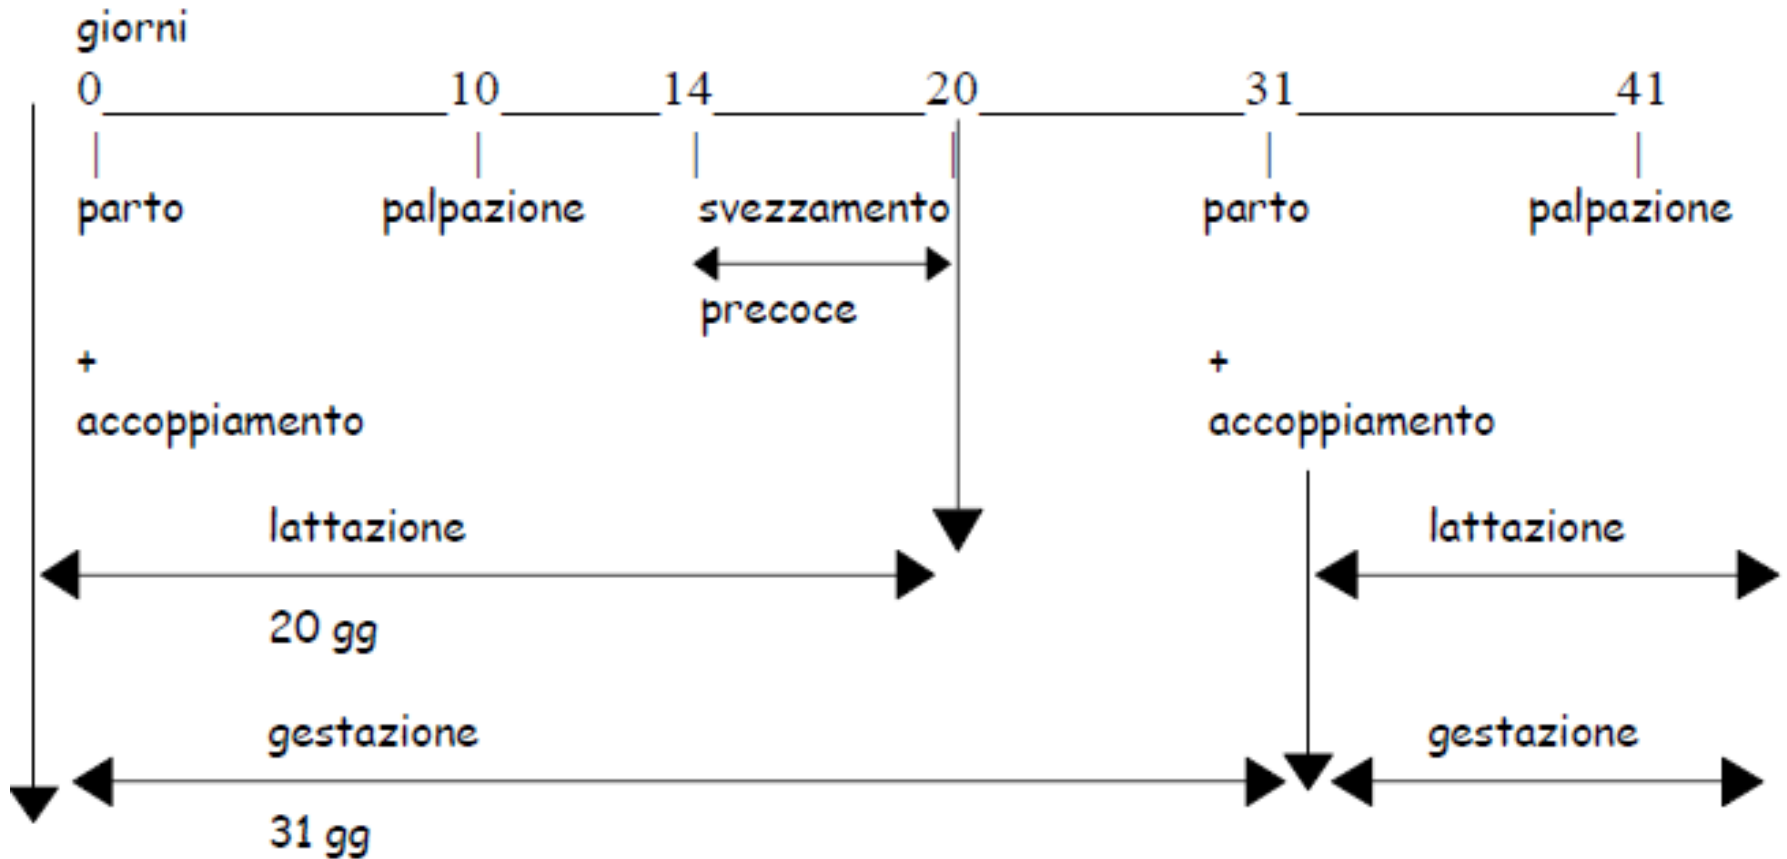 giorni
0 10 14 20 31 41
parto palpazione svezzamento parto palpazione
precoce
+ +
accoppiamento accoppiamento
lattazione lattazione
20 gg
gestazione gestazione
31 gg